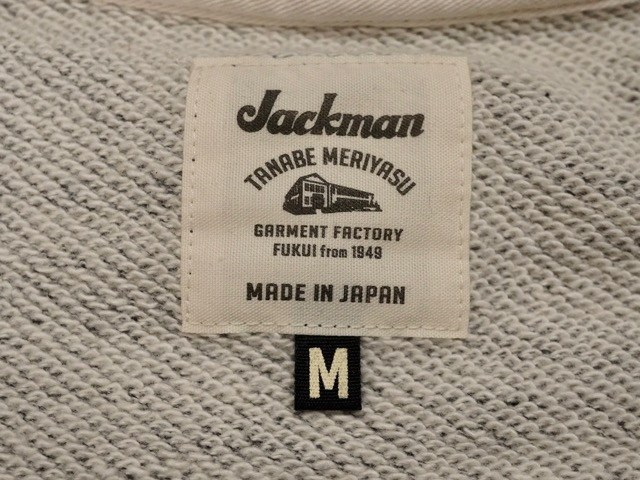 Jackman
TANABE MERIYASU
GARMENT FACTORY
FUKUI from 1949
MADE IN JAPAN
M